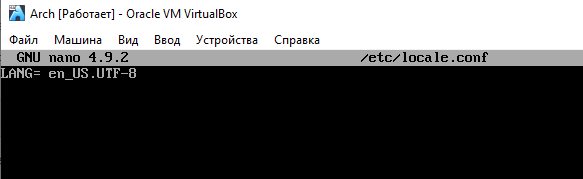 Arch [Работает] - Oracle VM VirtualBox
Файл Машина Вид Ввод Устройства Справка
GNU nano 4.9.2 /etc/locale.conf
LANG= en_US.UTF-8